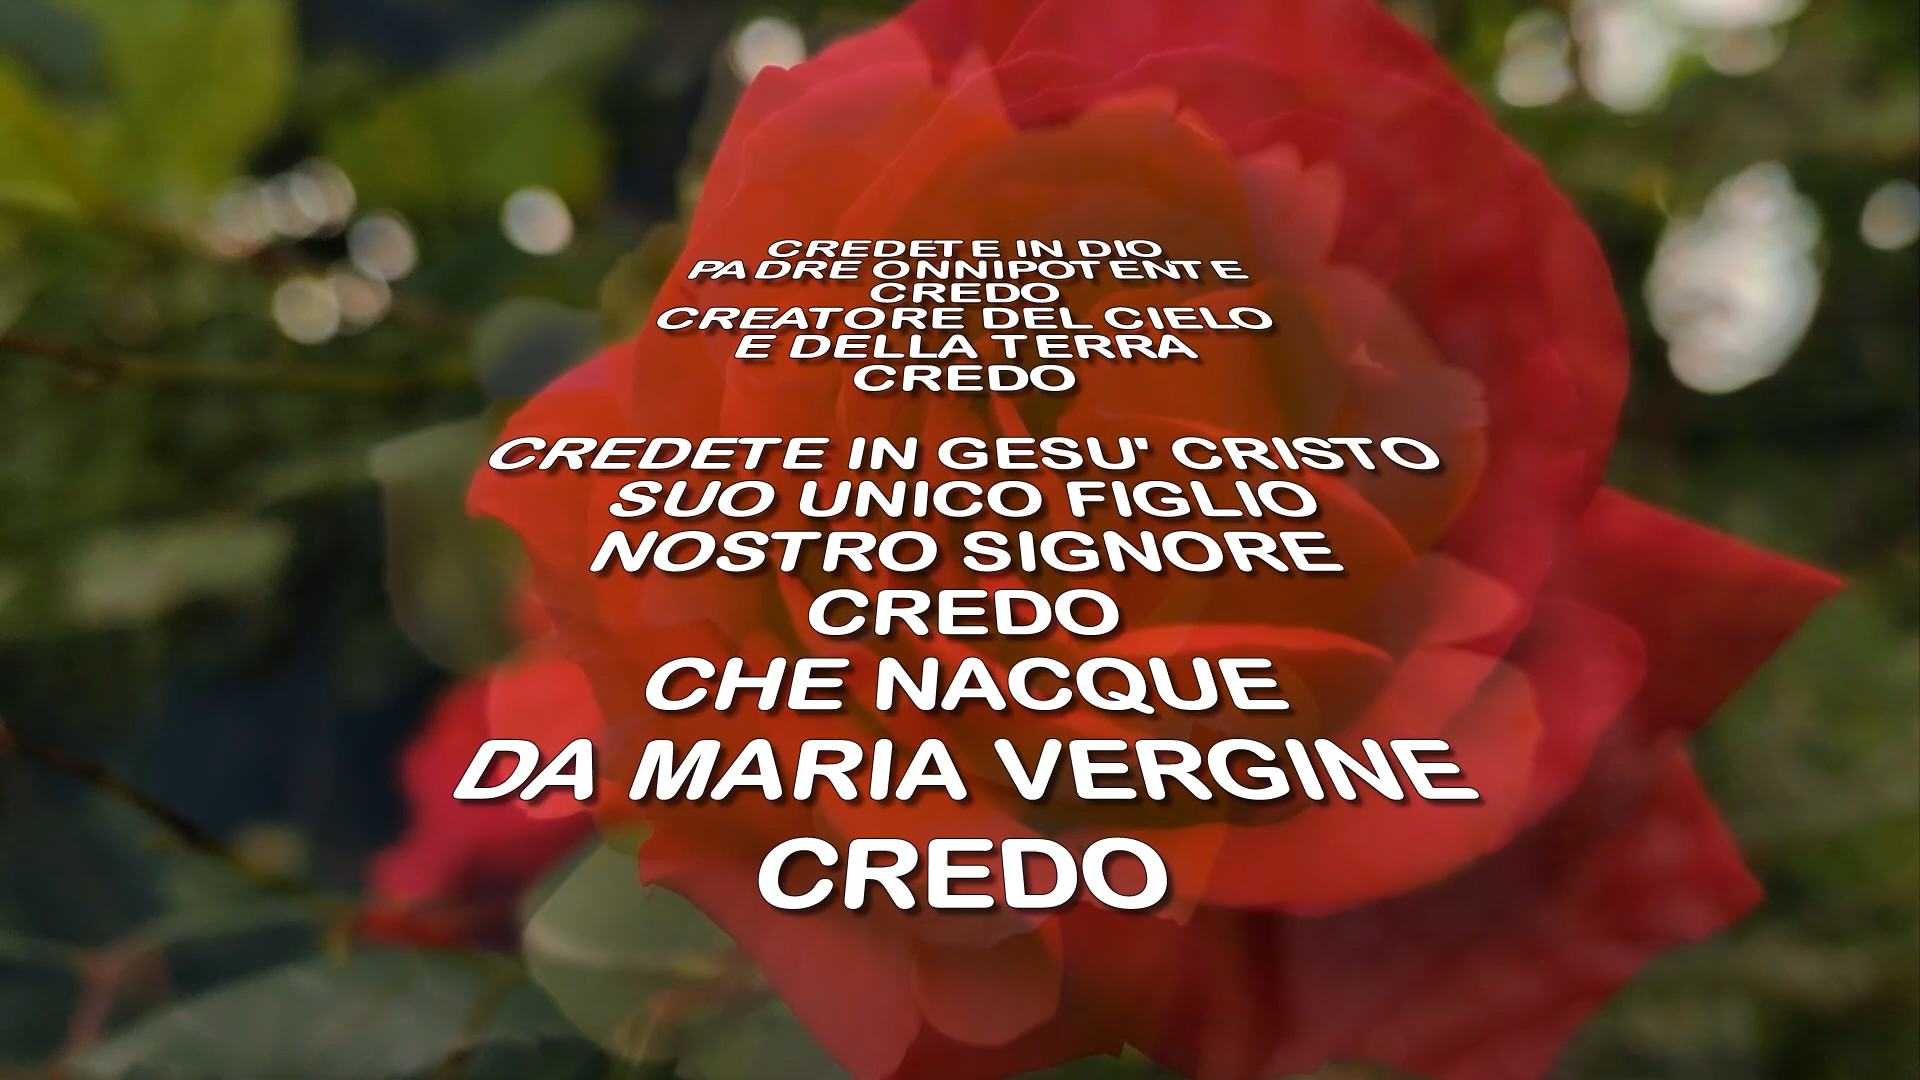 CREDETE IN DIO
PADRE ONNIPOTENTE
CREDO
CREATORE DEL CIELO
E DELLA TERRA
CREDO
CREDETE IN GESU' CRISTO
SUO UNICO FIGLIO
NOSTRO SIGNORE
CREDO
CHE NACQUE
DA MARIA VERGINE
CREDO